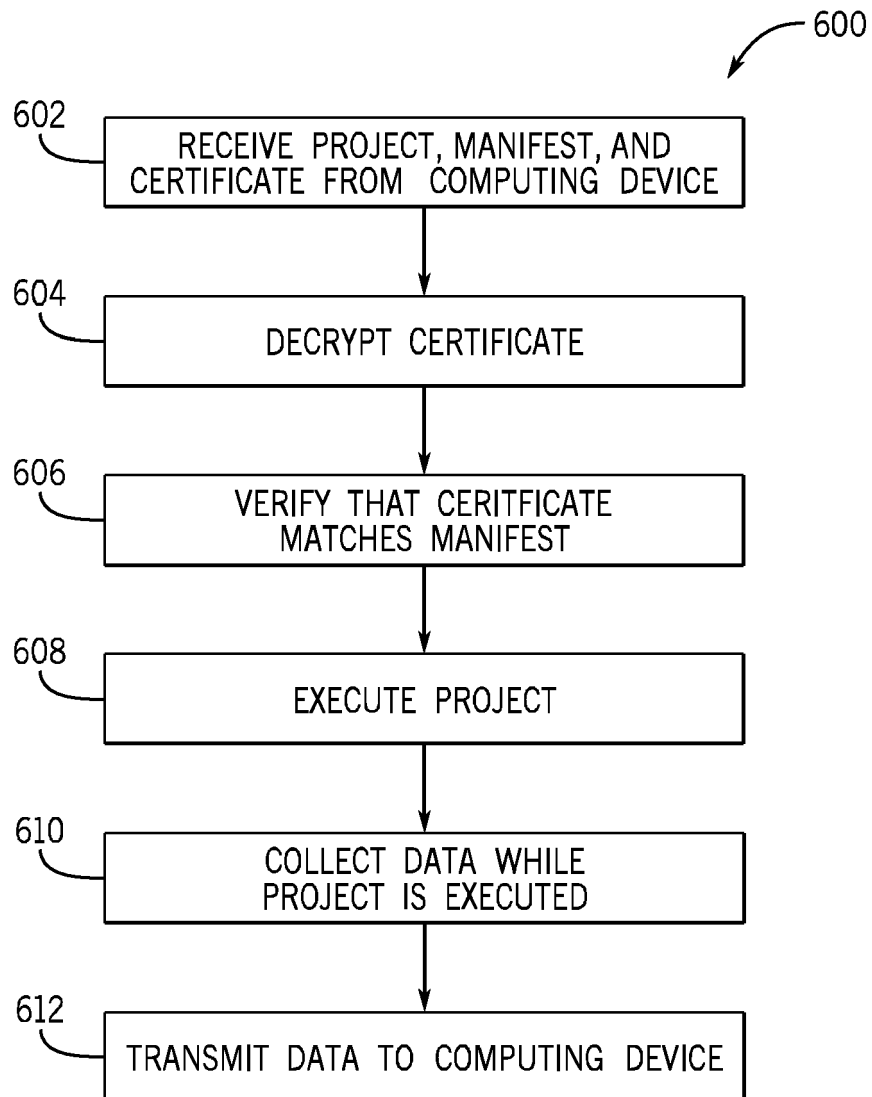 600
602
RECEIVE PROJECT, MANIFEST, AND
CERTIFICATE FROM COMPUTING DEVICE
604
DECRYPT CERTIFICATE
606
VERIFY THAT CERITFICATE
MATCHES MANIFEST
608
EXECUTE PROJECT
610
COLLECT DATA WHILE
PROJECT IS EXECUTED
612
TRANSMIT DATA TO COMPUTING DEVICE